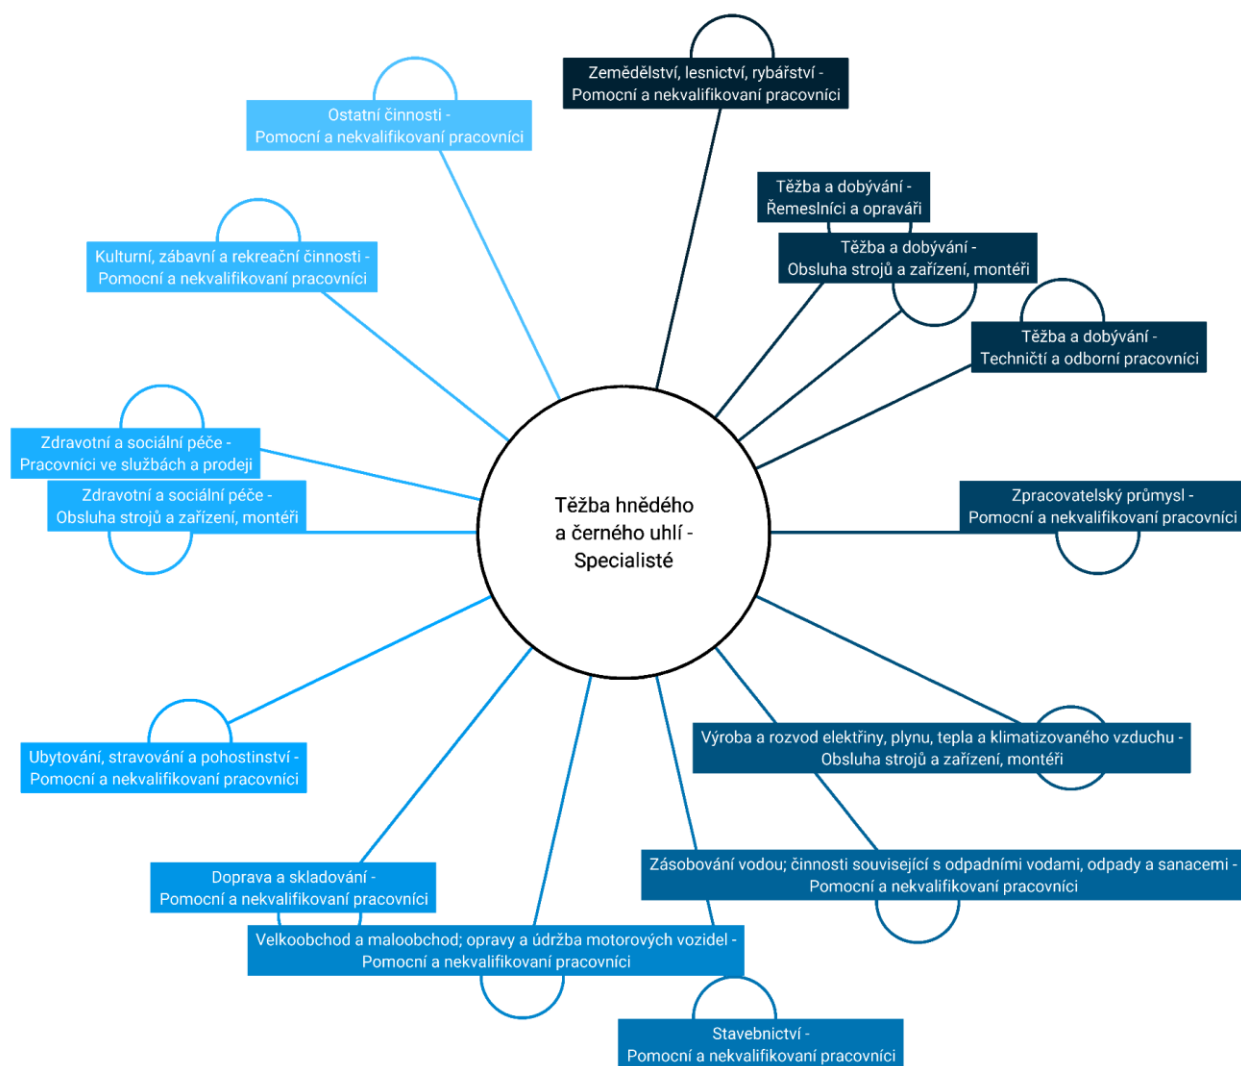 Zemědělství, lesnictví, rybářství -
Pomocní a nekvalifikovaní pracovníci
Ostatní činnosti -
Pomocní a nekvalifikovaní pracovníci
Těžba a dobývání -
Řemeslníci a opraváři
Těžba a dobývání -
Obsluha strojů a zařízení, montéři
Kulturní, zábavní a rekreační činnosti -
Pomocní a nekvalifikovaní pracovníci
Těžba a dobývání -
Techničtí a odborní pracovníci
Zdravotní a sociální péče -
Pracovníci ve službách a prodeji
Zdravotní a sociální péče -
Obsluha strojů a zařízení, montéři
Těžba hnědého
a černého uhlí -
Specialisté
Zpracovatelský průmysl -
Pomocní a nekvalifikovaní pracovníci
Výroba a rozvod elektřiny, plynu, tepla a klimatizovaného vzduchu -
Obsluha strojů a zařízení, montéři
Ubytování, stravování a pohostinství -
Pomocní a nekvalifikovaní pracovníci
Zásobování vodou; činnosti související s odpadními vodami, odpady a sanacemi -
Pomocní a nekvalifikovaní pracovníci
Doprava a skladování -
Pomocní a nekvalifikovaní pracovníci
Velkoobchod a maloobchod; opravy a údržba motorových vozidel -
Pomocní a nekvalifikovaní pracovníci
Stavebnictví -
Pomocní a nekvalifikovaní pracovníci